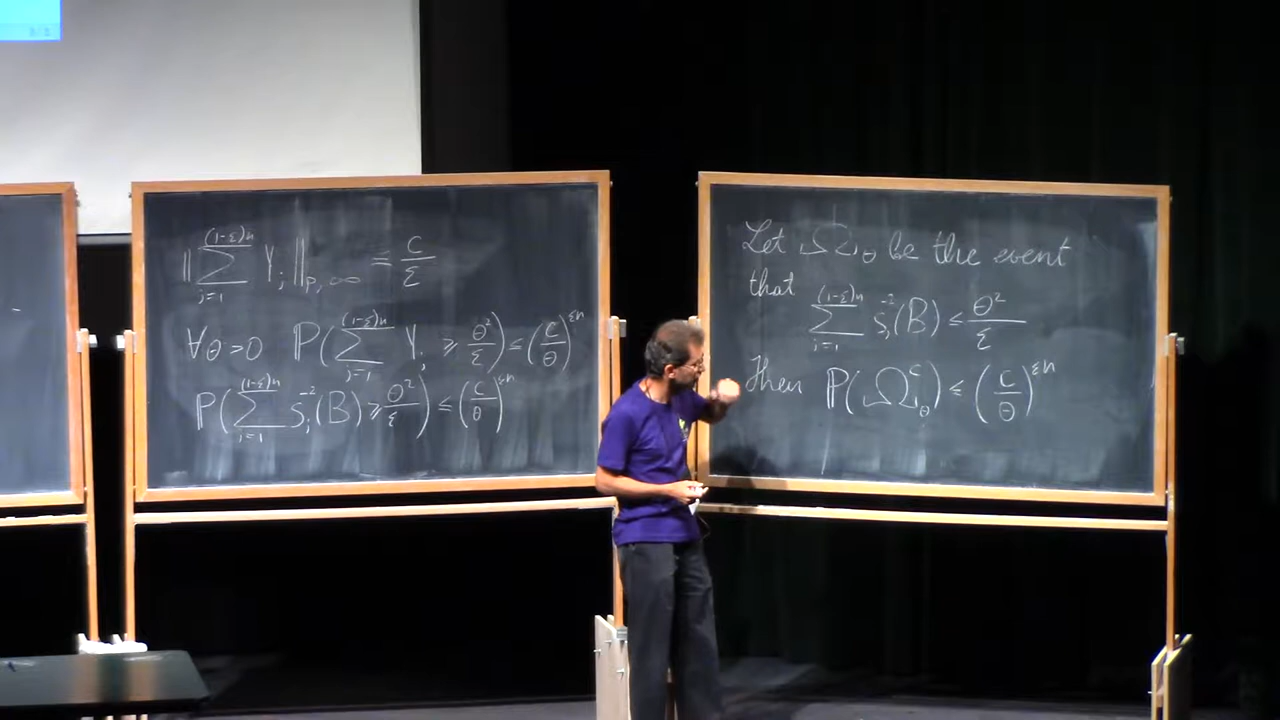 ‖ ∑_{j=1}^{(1-ε)n} Y_j ‖_{p,∞} = C/ε
∀θ>0 ℙ( ∑_{j=1}^{(1-ε)n} Y_j ≥ θ²/ε ) ≤ (C/θ)^{εn}
ℙ( ∑_{j=1}^{(1-ε)n} s_j^{-2}(B) ≥ θ²/ε ) ≤ (C/θ)^{εn}
Let Ω_θ be the event
that
∑_{j=1}^{(1-ε)n} s_j^{-2}(B) ≤ θ²/ε
Then ℙ(Ω_θ^c) ≤ (C/θ)^{εn}